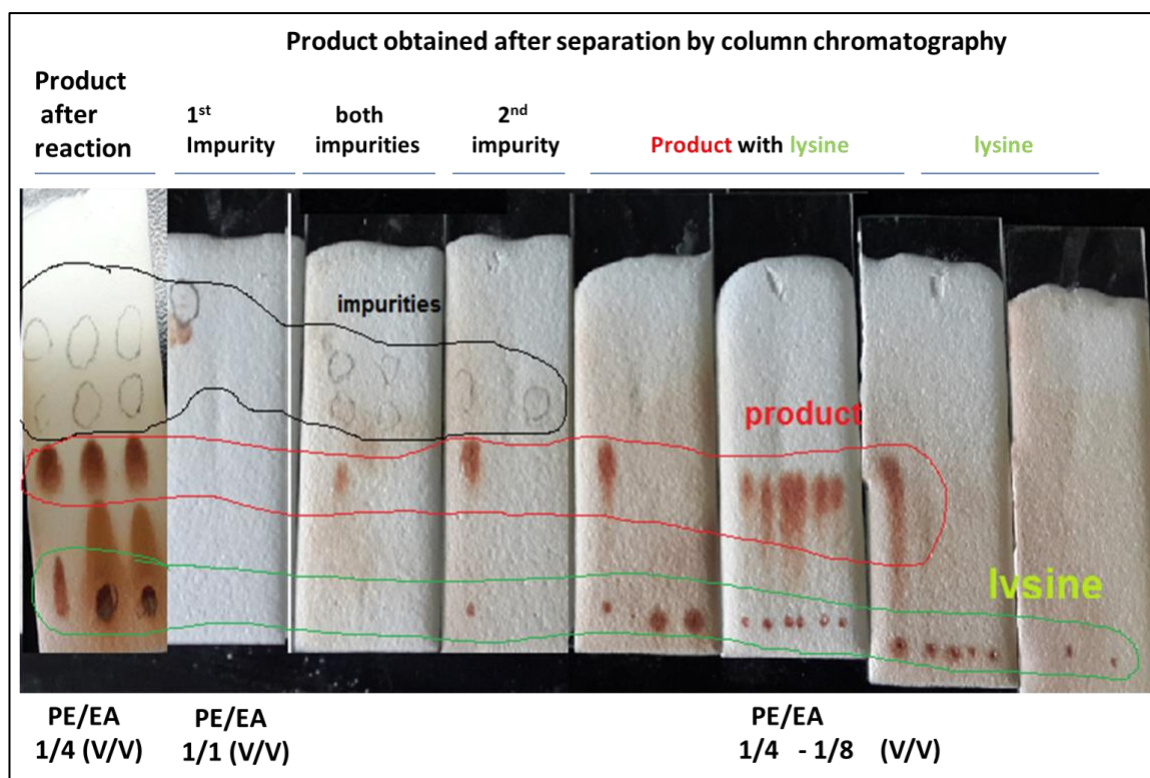 Product obtained after separation by column chromatography
Product
after
reaction
1st
Impurity
both
impurities
2nd
impurity
Product with lysine
lysine
impurities
product
lysine
PE/EA
1/4 (V/V)
PE/EA
1/1 (V/V)
PE/EA
1/4 - 1/8 (V/V)